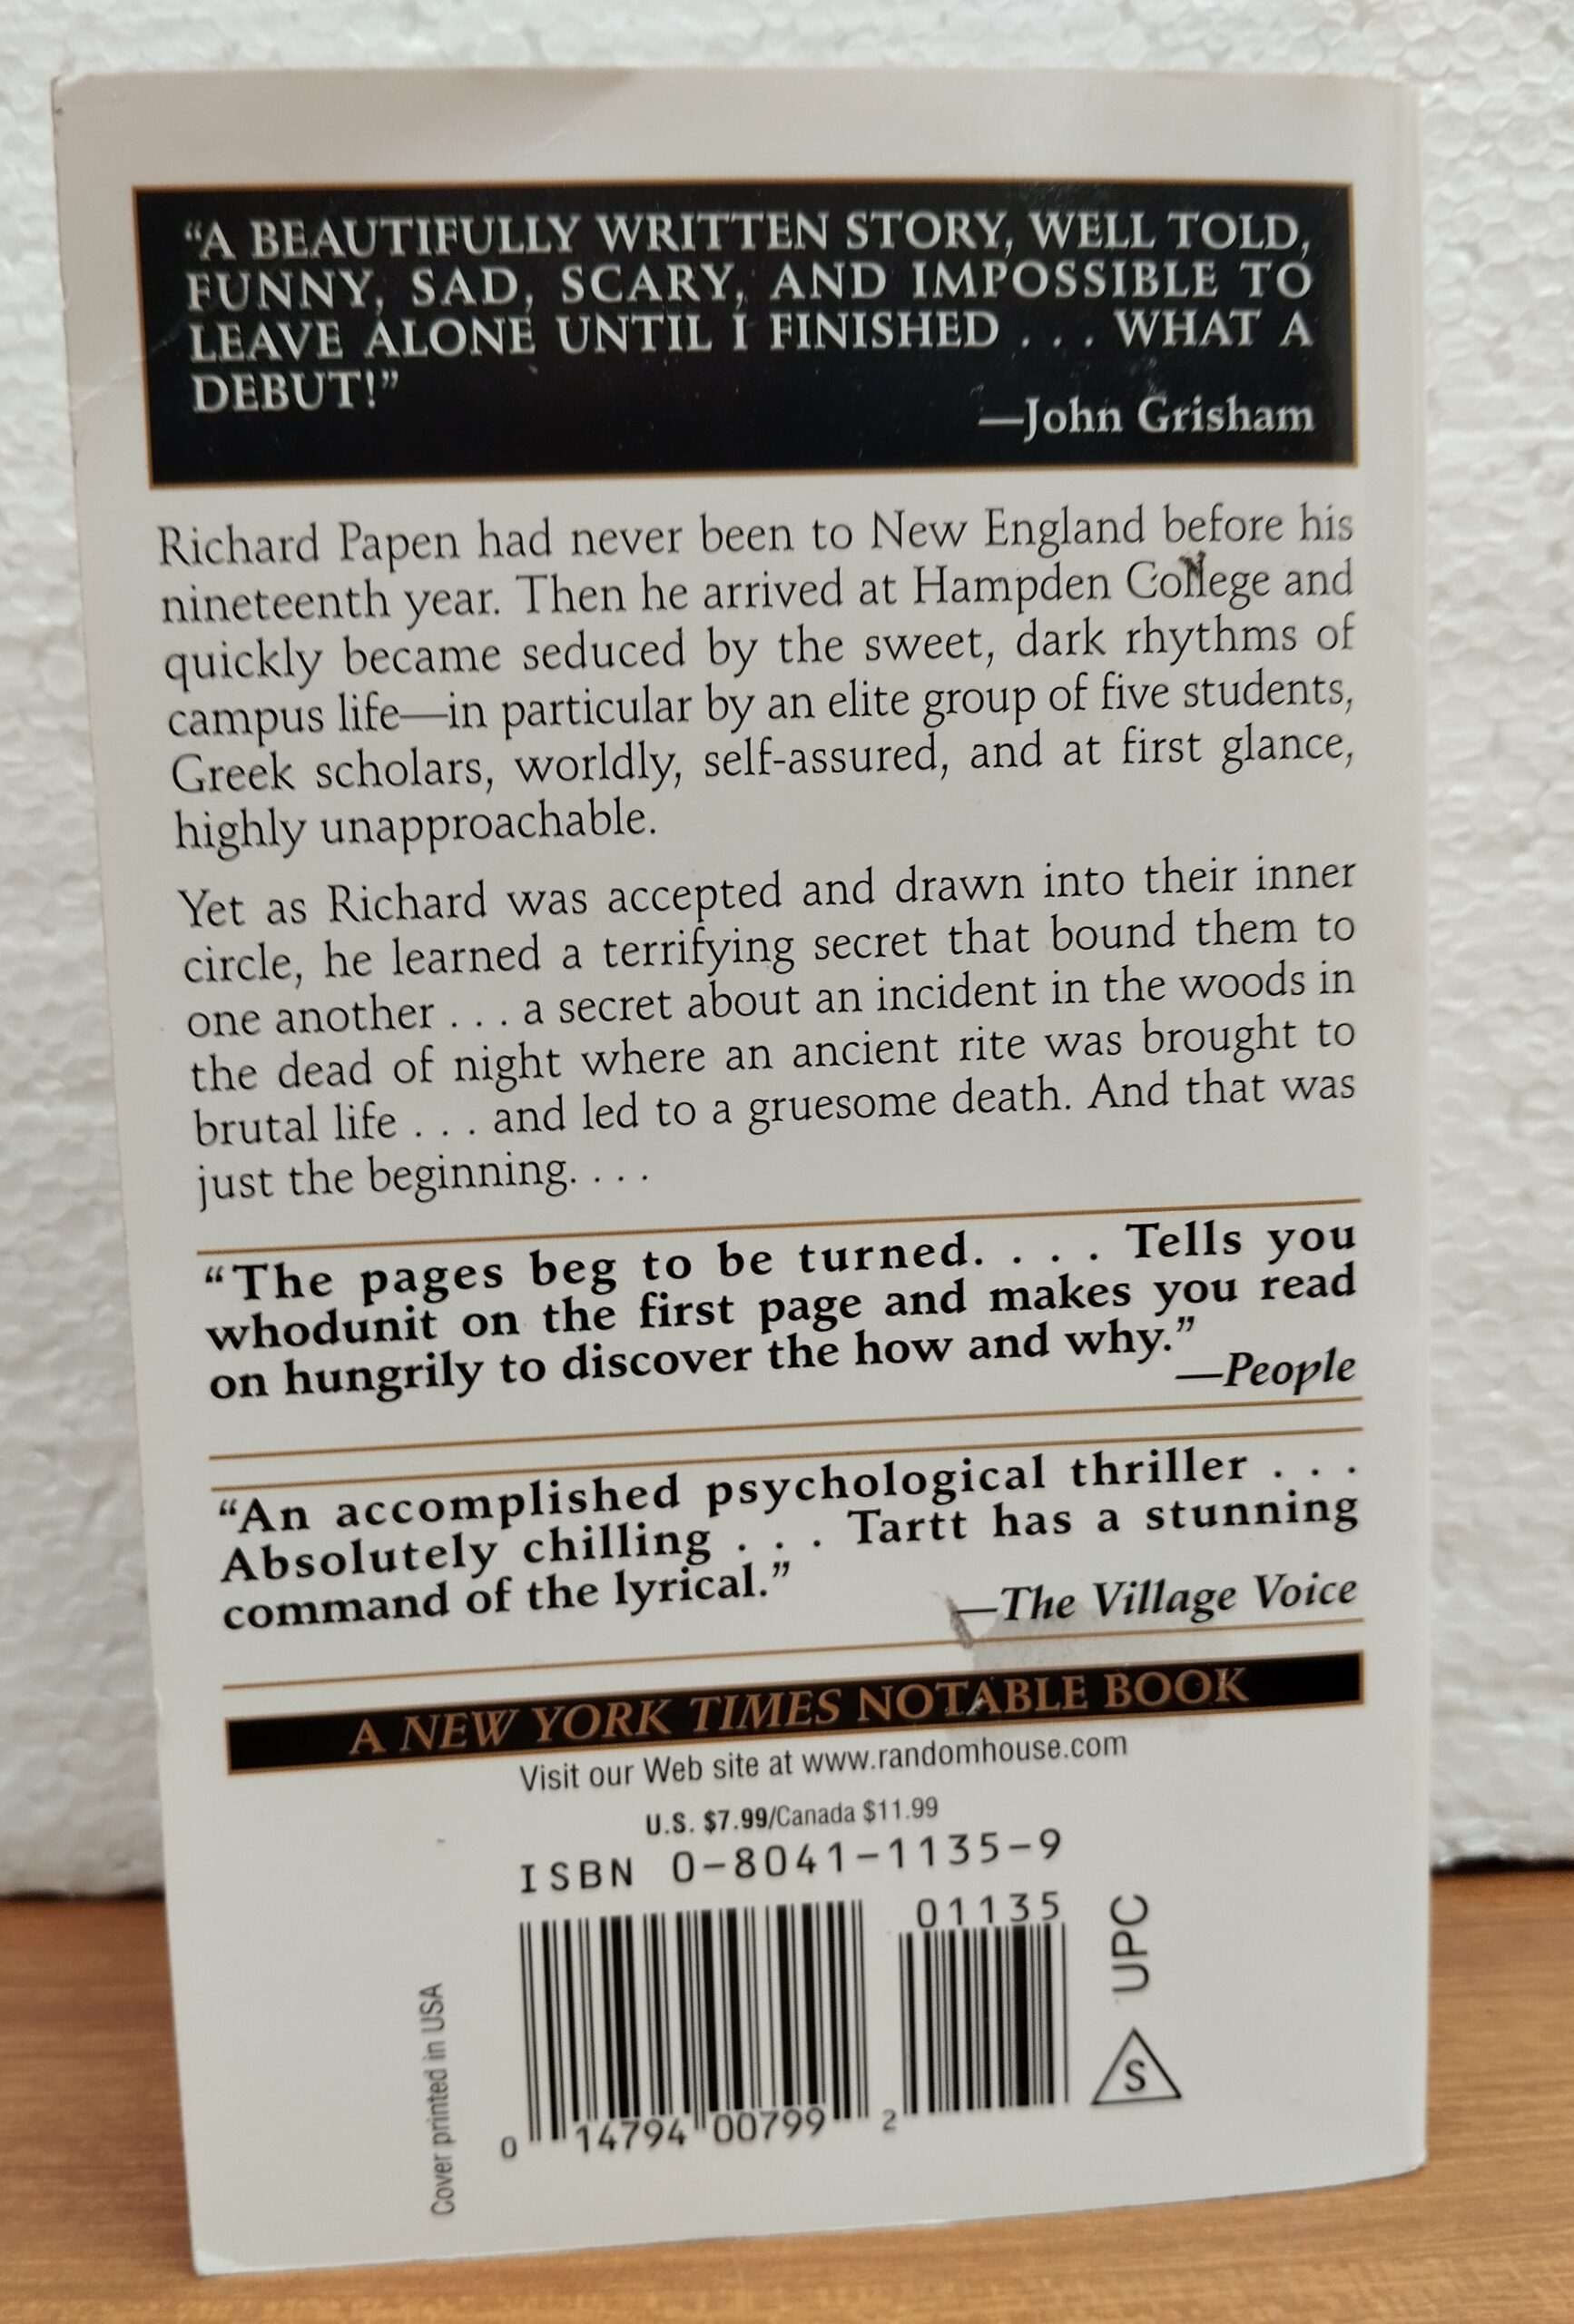 “A BEAUTIFULLY WRITTEN STORY, WELL TOLD,
FUNNY, SAD, SCARY, AND IMPOSSIBLE TO
LEAVE ALONE UNTIL I FINISHED . . . WHAT A
DEBUT!”
—John Grisham
Richard Papen had never been to New England before his
nineteenth year. Then he arrived at Hampden College and
quickly became seduced by the sweet, dark rhythms of
campus life—in particular by an elite group of five students,
Greek scholars, worldly, self-assured, and at first glance,
highly unapproachable.
Yet as Richard was accepted and drawn into their inner
circle, he learned a terrifying secret that bound them to
one another . . . a secret about an incident in the woods in
the dead of night where an ancient rite was brought to
brutal life . . . and led to a gruesome death. And that was
just the beginning. . . .
“The pages beg to be turned. . . . Tells you
whodunit on the first page and makes you read
on hungrily to discover the how and why.”
—People
“An accomplished psychological thriller . . .
Absolutely chilling . . . Tartt has a stunning
command of the lyrical.”
—The Village Voice
A NEW YORK TIMES NOTABLE BOOK
Visit our Web site at www.randomhouse.com
U.S. $7.99/Canada $11.99
ISBN 0-8041-1135-9
01135
0 14794 00799 2
UPC
S
Cover printed in USA